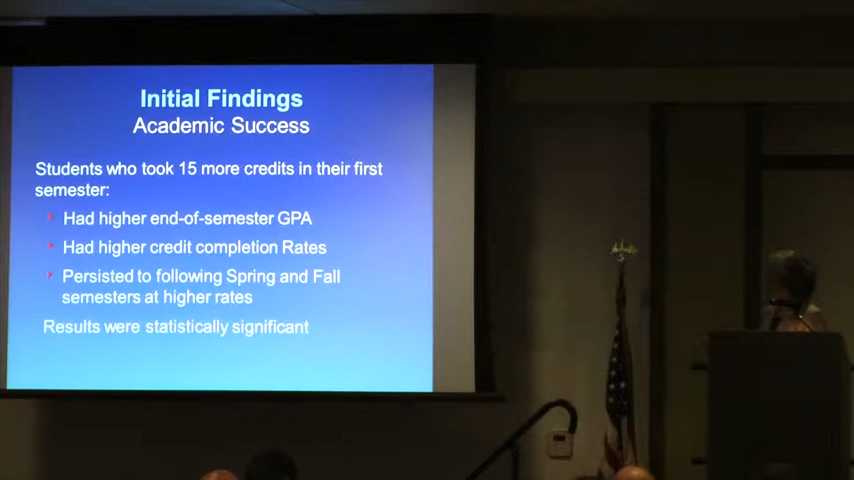 Initial Findings
Academic Success
Students who took 15 more credits in their first
semester:
Had higher end-of-semester GPA
Had higher credit completion Rates
Persisted to following Spring and Fall
semesters at higher rates
Results were statistically significant